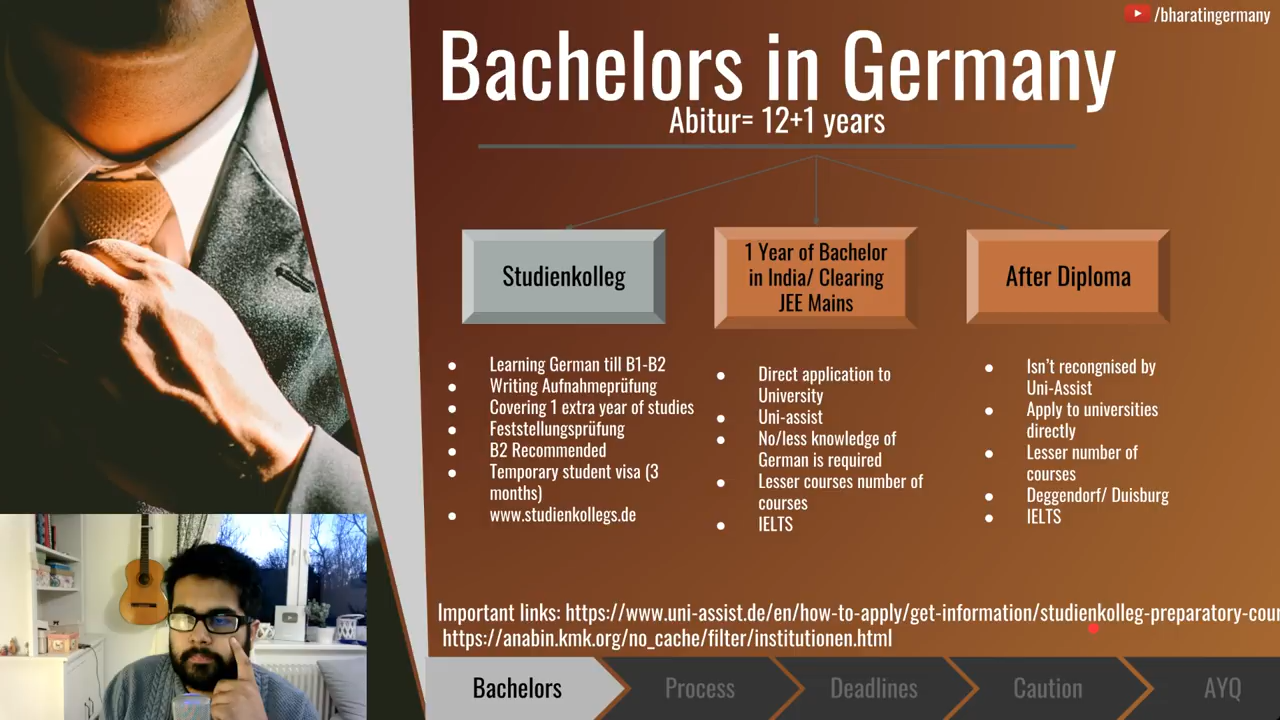 /bharatingermany
Bachelors in Germany
Abitur= 12+1 years
Studienkolleg
1 Year of Bachelor
in India/ Clearing
JEE Mains
After Diploma
Learning German till B1-B2
Writing Aufnahmeprüfung
Covering 1 extra year of studies
Feststellungsprüfung
B2 Recommended
Temporary student visa (3
months)
www.studienkollegs.de
Direct application to
University
Uni-assist
No/less knowledge of
German is required
Lesser courses number of
courses
IELTS
Isn't recongnised by
Uni-Assist
Apply to universities
directly
Lesser number of
courses
Deggendorf/ Duisburg
IELTS
Important links: https://www.uni-assist.de/en/how-to-apply/get-information/studienkolleg-preparatory-cour
https://anabin.kmk.org/no_cache/filter/institutionen.html
Bachelors
Process
Deadlines
Caution
AYQ